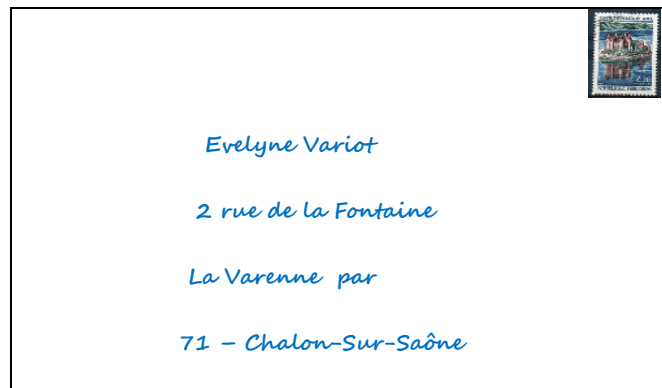 Evelyne Variot
2 rue de la Fontaine
La Varenne par
71 – Chalon-Sur-Saône